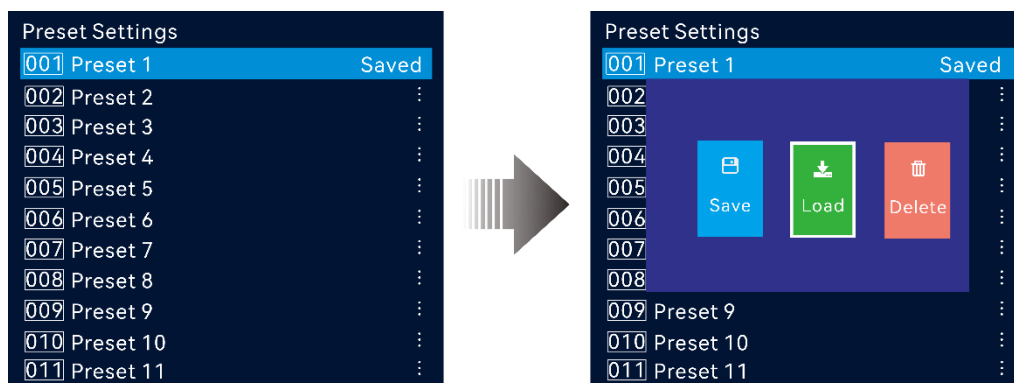 Preset Settings
001 Preset 1 Saved
002 Preset 2 ⋮
003 Preset 3 ⋮
004 Preset 4 ⋮
005 Preset 5 ⋮
006 Preset 6 ⋮
007 Preset 7 ⋮
008 Preset 8 ⋮
009 Preset 9 ⋮
010 Preset 10 ⋮
011 Preset 11 ⋮
Preset Settings
001 Preset 1 Saved
002 ⋮
003 ⋮
004 ⋮
005 ⋮
006 ⋮
007 ⋮
008 ⋮
Save Load Delete
009 Preset 9 ⋮
010 Preset 10 ⋮
011 Preset 11 ⋮